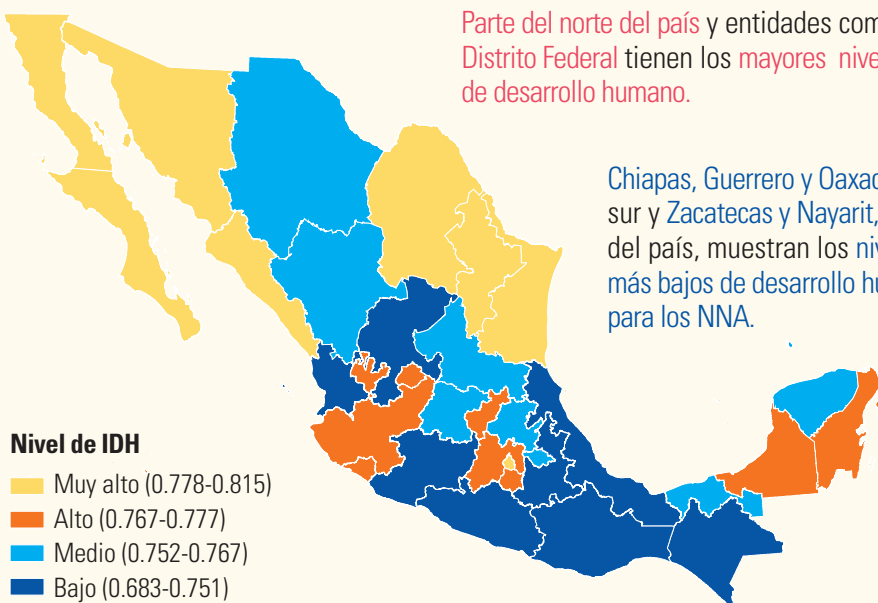 Parte del norte del país y entidades com
Distrito Federal tienen los mayores nive
de desarrollo humano.
Chiapas, Guerrero y Oaxac
sur y Zacatecas y Nayarit,
del país, muestran los niv
más bajos de desarrollo hu
para los NNA.
Nivel de IDH
Muy alto (0.778-0.815)
Alto (0.767-0.777)
Medio (0.752-0.767)
Bajo (0.683-0.751)